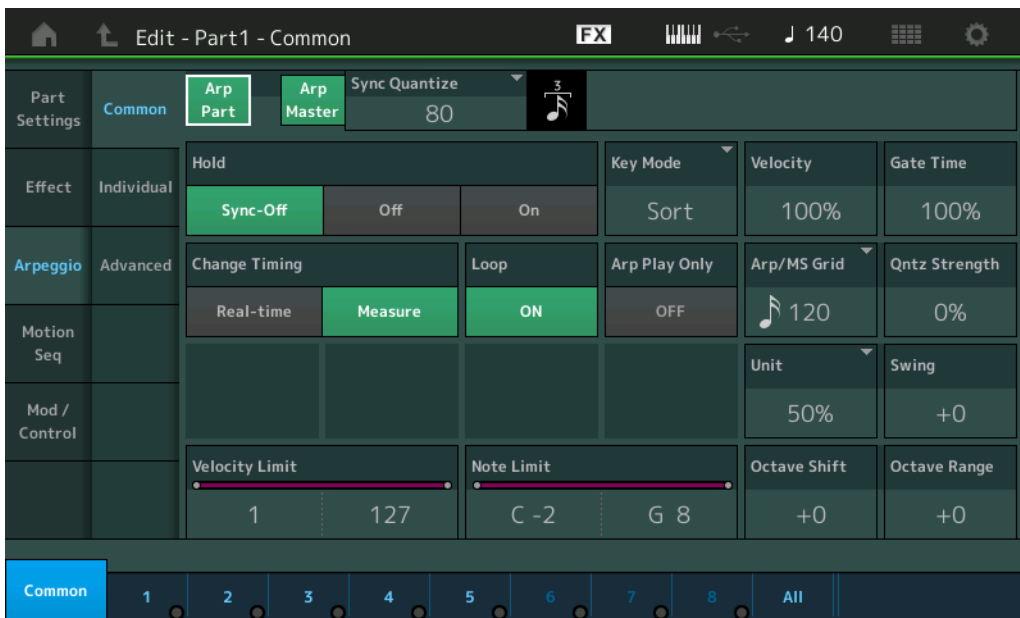 Edit - Part1 - Common
FX
140
Part
Settings
Common
Arp
Part
Arp
Master
Sync Quantize
80
3
Effect
Individual
Hold
Sync-Off
Off
On
Key Mode
Sort
Velocity
100%
Gate Time
100%
Arpeggio
Advanced
Change Timing
Real-time
Measure
Loop
ON
Arp Play Only
OFF
Arp/MS Grid
120
Qntz Strength
0%
Motion
Seq
Unit
50%
Swing
+0
Mod /
Control
Velocity Limit
1
127
Note Limit
C -2
G 8
Octave Shift
+0
Octave Range
+0
Common
1
2
3
4
5
6
7
8
All